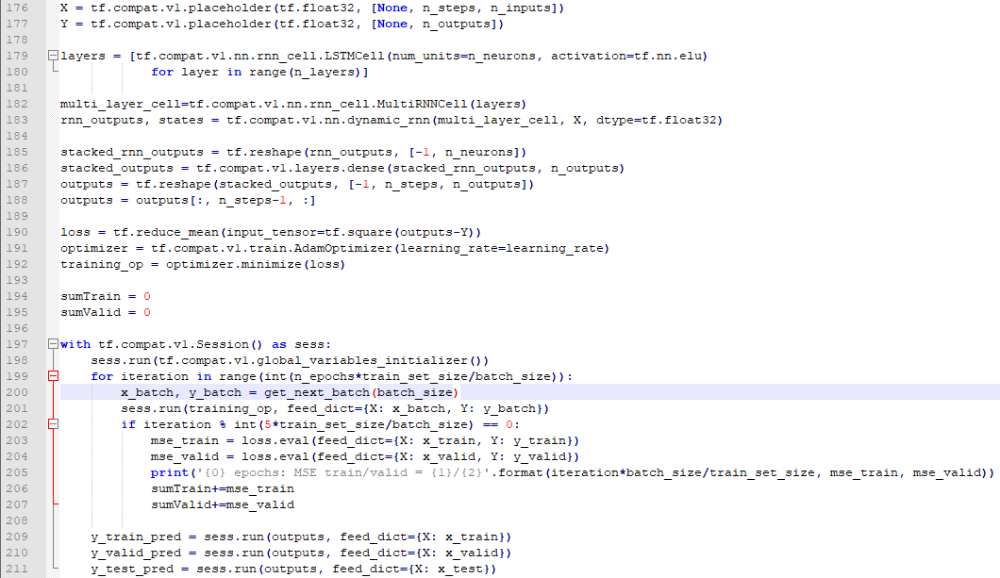 176 X = tf.compat.v1.placeholder(tf.float32, [None, n_steps, n_inputs])
177 Y = tf.compat.v1.placeholder(tf.float32, [None, n_outputs])
178
179 layers = [tf.compat.v1.nn.rnn_cell.LSTMCell(num_units=n_neurons, activation=tf.nn.elu)
180             for layer in range(n_layers)]
181
182 multi_layer_cell=tf.compat.v1.nn.rnn_cell.MultiRNNCell(layers)
183 rnn_outputs, states = tf.compat.v1.nn.dynamic_rnn(multi_layer_cell, X, dtype=tf.float32)
184
185 stacked_rnn_outputs = tf.reshape(rnn_outputs, [-1, n_neurons])
186 stacked_outputs = tf.compat.v1.layers.dense(stacked_rnn_outputs, n_outputs)
187 outputs = tf.reshape(stacked_outputs, [-1, n_steps, n_outputs])
188 outputs = outputs[:, n_steps-1, :]
189
190 loss = tf.reduce_mean(input_tensor=tf.square(outputs-Y))
191 optimizer = tf.compat.v1.train.AdamOptimizer(learning_rate=learning_rate)
192 training_op = optimizer.minimize(loss)
193
194 sumTrain = 0
195 sumValid = 0
196
197 with tf.compat.v1.Session() as sess:
198     sess.run(tf.compat.v1.global_variables_initializer())
199     for iteration in range(int(n_epochs*train_set_size/batch_size)):
200         x_batch, y_batch = get_next_batch(batch_size)
201         sess.run(training_op, feed_dict={X: x_batch, Y: y_batch})
202         if iteration % int(5*train_set_size/batch_size) == 0:
203             mse_train = loss.eval(feed_dict={X: x_train, Y: y_train})
204             mse_valid = loss.eval(feed_dict={X: x_valid, Y: y_valid})
205             print('{0} epochs: MSE train/valid = {1}/{2}'.format(iteration*batch_size/train_set_size, mse_train, mse_valid))
206             sumTrain+=mse_train
207             sumValid+=mse_valid
208
209     y_train_pred = sess.run(outputs, feed_dict={X: x_train})
210     y_valid_pred = sess.run(outputs, feed_dict={X: x_valid})
211     y_test_pred = sess.run(outputs, feed_dict={X: x_test})